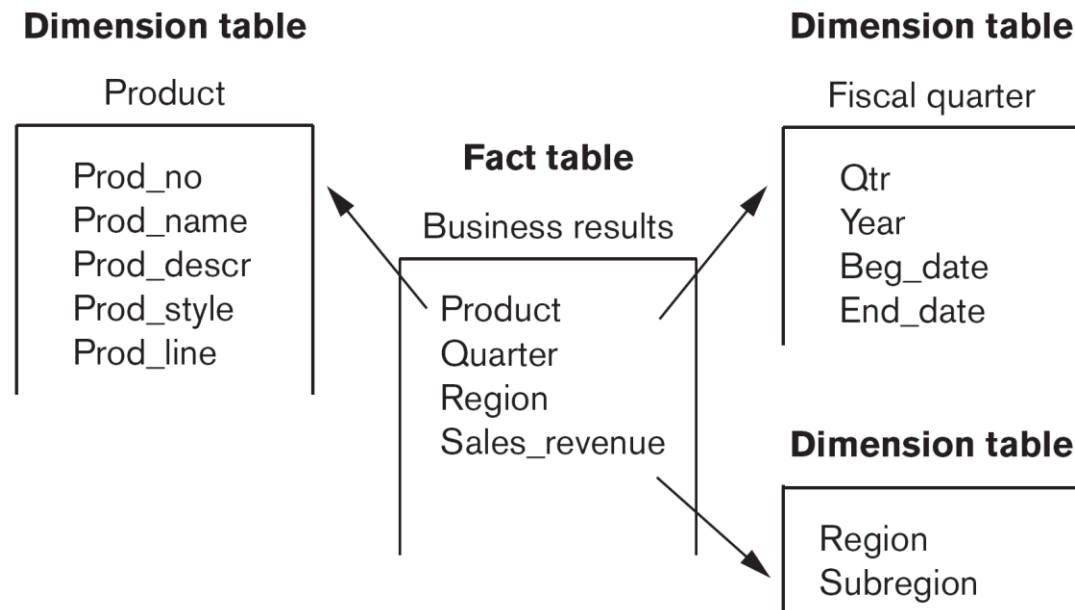 Dimension table
Product
Prod_no
Prod_name
Prod_descr
Prod_style
Prod_line
Fact table
Business results
Product
Quarter
Region
Sales_revenue
Dimension table
Fiscal quarter
Qtr
Year
Beg_date
End_date
Dimension table
Region
Subregion